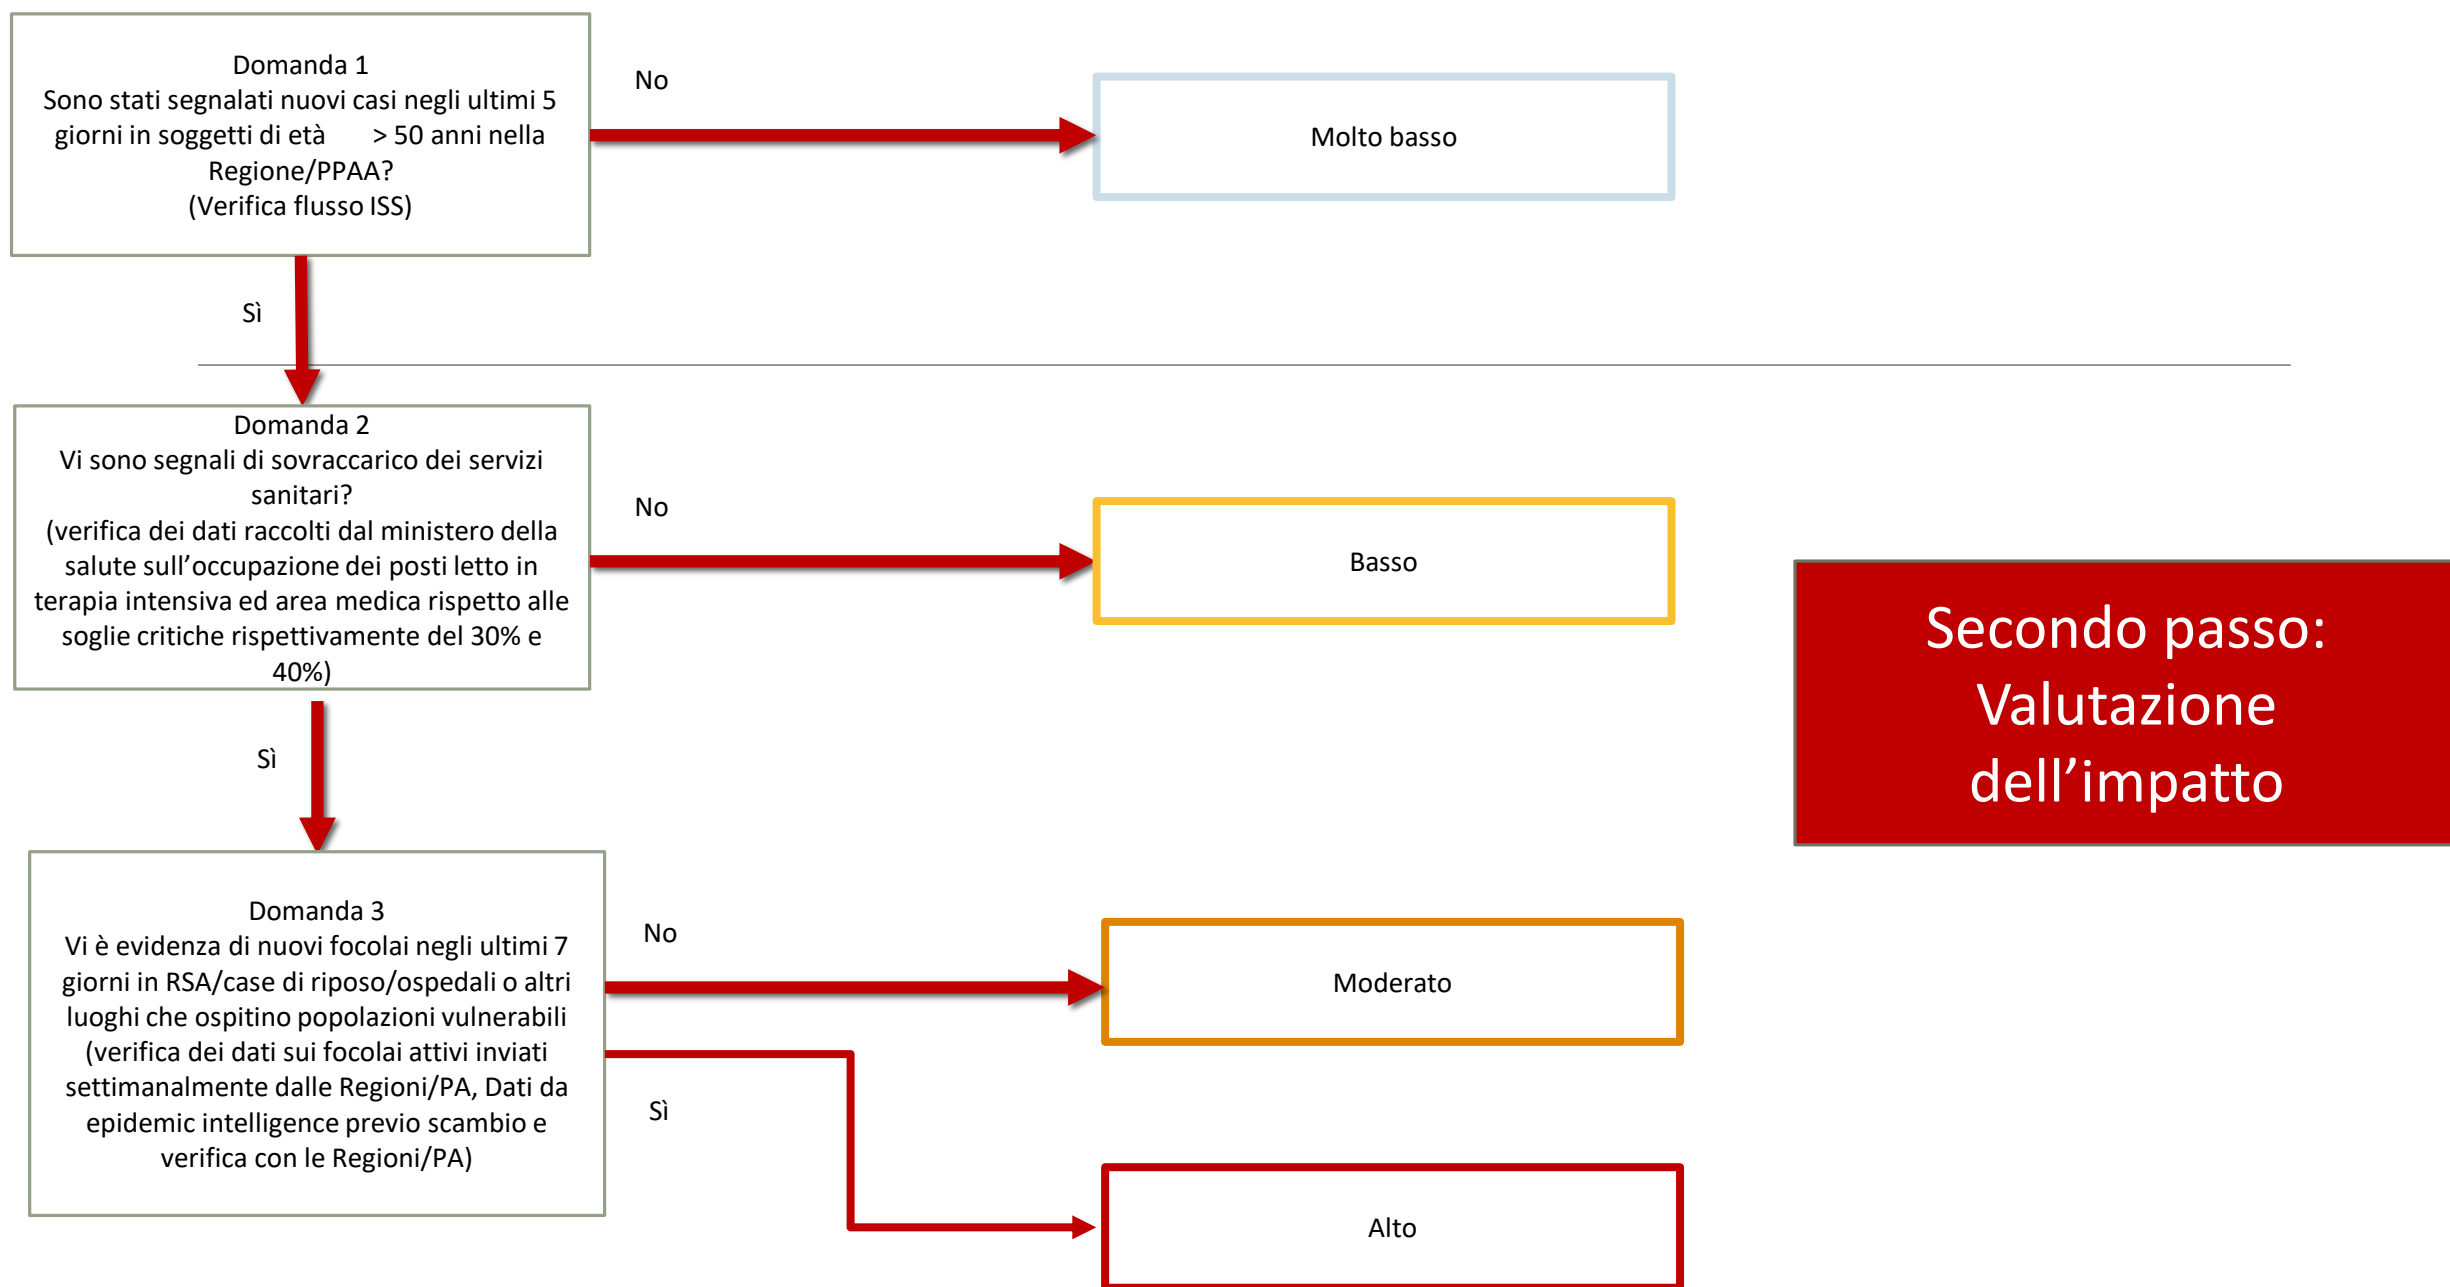 Domanda 1
Sono stati segnalati nuovi casi negli ultimi 5
giorni in soggetti di età > 50 anni nella
Regione/PPAA?
(Verifica flusso ISS)
No
Molto basso
Sì
Domanda 2
Vi sono segnali di sovraccarico dei servizi
sanitari?
(verifica dei dati raccolti dal ministero della
salute sull’occupazione dei posti letto in
terapia intensiva ed area medica rispetto alle
soglie critiche rispettivamente del 30% e
40%)
No
Basso
Secondo passo:
Valutazione
dell’impatto
Sì
Domanda 3
Vi è evidenza di nuovi focolai negli ultimi 7
giorni in RSA/case di riposo/ospedali o altri
luoghi che ospitino popolazioni vulnerabili
(verifica dei dati sui focolai attivi inviati
settimanalmente dalle Regioni/PA, Dati da
epidemic intelligence previo scambio e
verifica con le Regioni/PA)
No
Moderato
Sì
Alto